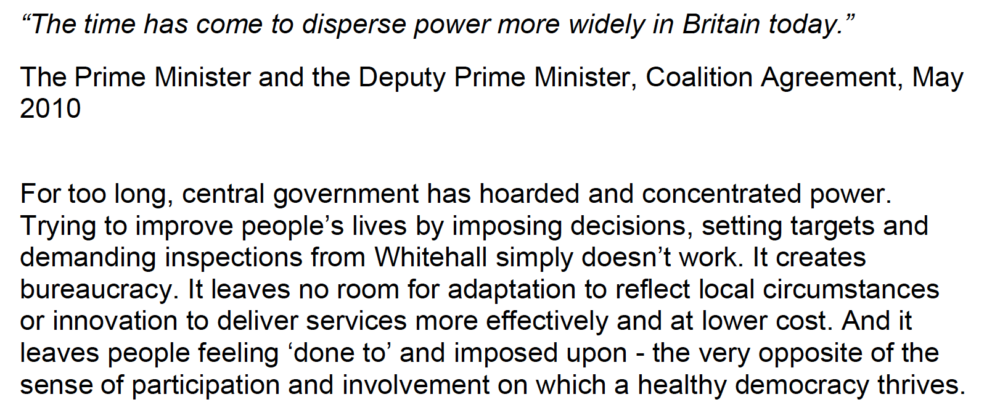 “The time has come to disperse power more widely in Britain today.”
The Prime Minister and the Deputy Prime Minister, Coalition Agreement, May
2010
For too long, central government has hoarded and concentrated power.
Trying to improve people’s lives by imposing decisions, setting targets and
demanding inspections from Whitehall simply doesn’t work. It creates
bureaucracy. It leaves no room for adaptation to reflect local circumstances
or innovation to deliver services more effectively and at lower cost. And it
leaves people feeling ‘done to’ and imposed upon - the very opposite of the
sense of participation and involvement on which a healthy democracy thrives.